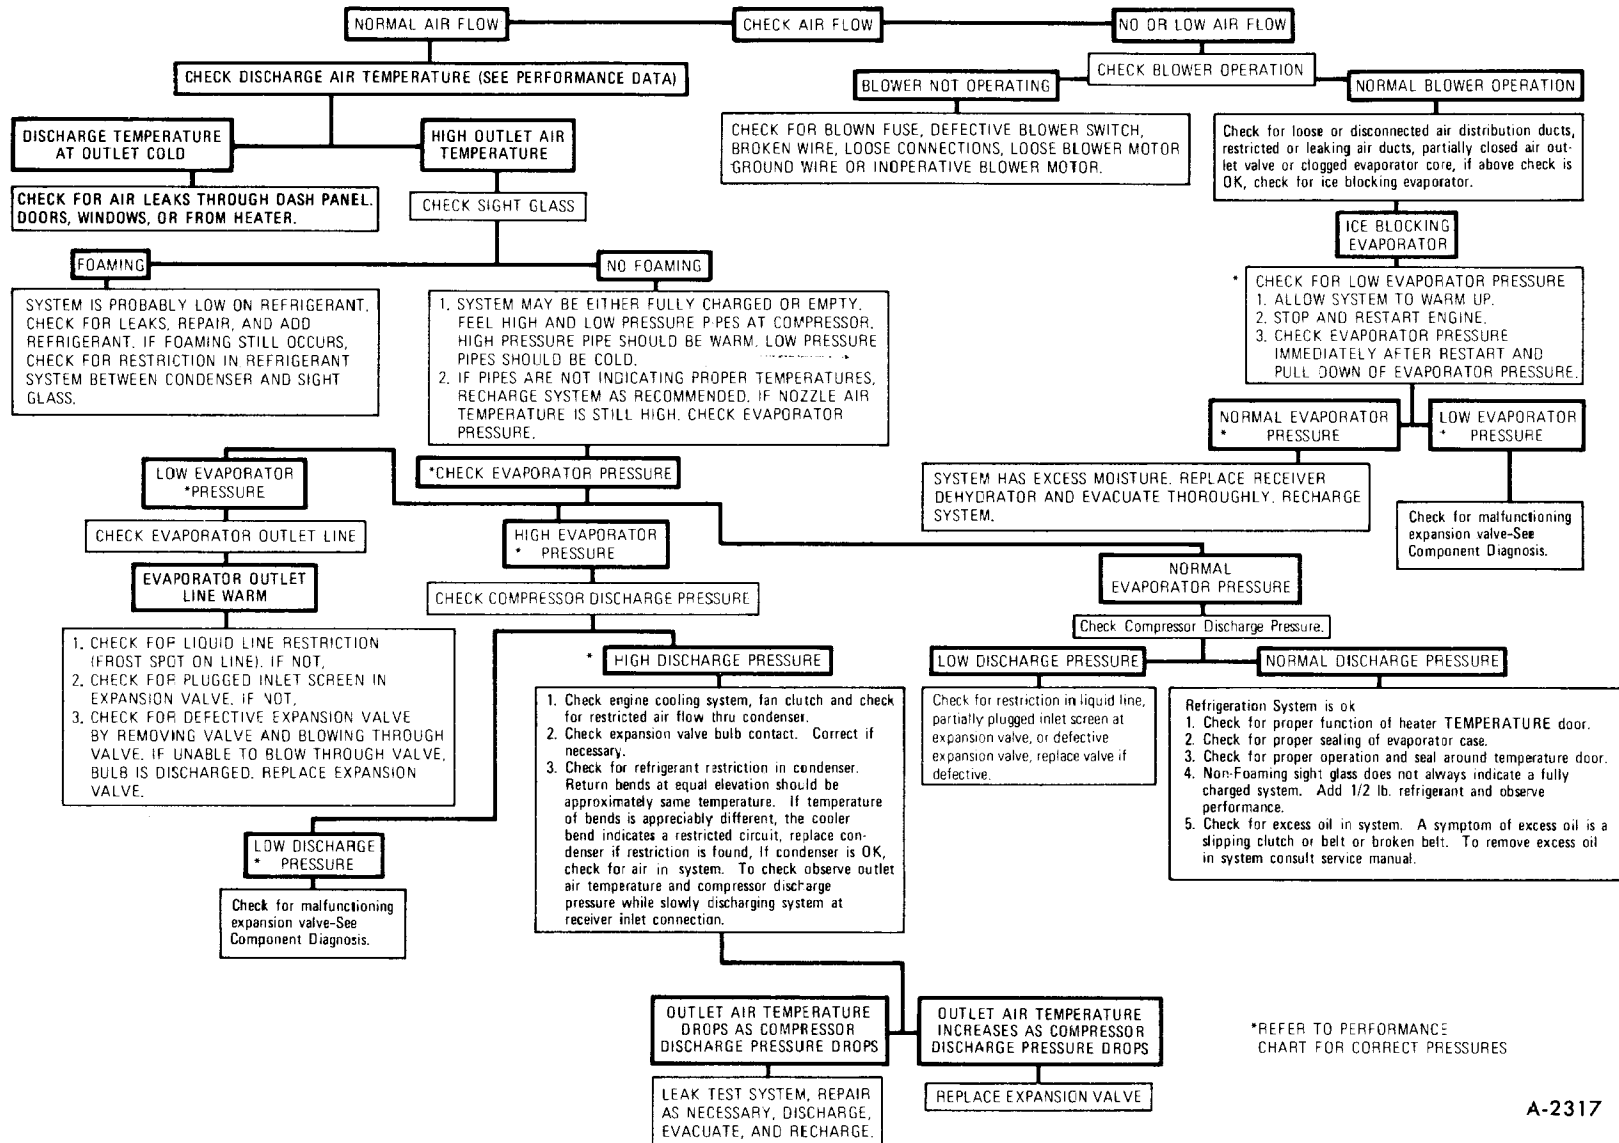 NORMAL AIR FLOW
CHECK AIR FLOW
NO OR LOW AIR FLOW
CHECK DISCHARGE AIR TEMPERATURE (SEE PERFORMANCE DATA)
CHECK BLOWER OPERATION
BLOWER NOT OPERATING
NORMAL BLOWER OPERATION
DISCHARGE TEMPERATURE
AT OUTLET COLD
HIGH OUTLET AIR
TEMPERATURE
CHECK FOR BLOWN FUSE, DEFECTIVE BLOWER SWITCH,
BROKEN WIRE, LOOSE CONNECTIONS, LOOSE BLOWER MOTOR
GROUND WIRE OR INOPERATIVE BLOWER MOTOR.
Check for loose or disconnected air distribution ducts,
restricted or leaking air ducts, partially closed air out-
let valve or clogged evaporator core, if above check is
OK, check for ice blocking evaporator.
CHECK FOR AIR LEAKS THROUGH DASH PANEL.
DOORS, WINDOWS, OR FROM HEATER.
CHECK SIGHT GLASS
ICE BLOCKING
EVAPORATOR
FOAMING
NO FOAMING
SYSTEM IS PROBABLY LOW ON REFRIGERANT.
CHECK FOR LEAKS, REPAIR, AND ADD
REFRIGERANT. IF FOAMING STILL OCCURS,
CHECK FOR RESTRICTION IN REFRIGERANT
SYSTEM BETWEEN CONDENSER AND SIGHT
GLASS.
1. SYSTEM MAY BE EITHER FULLY CHARGED OR EMPTY.
FEEL HIGH AND LOW PRESSURE PIPES AT COMPRESSOR.
HIGH PRESSURE PIPE SHOULD BE WARM. LOW PRESSURE
PIPES SHOULD BE COLD.
2. IF PIPES ARE NOT INDICATING PROPER TEMPERATURES,
RECHARGE SYSTEM AS RECOMMENDED. IF NOZZLE AIR
TEMPERATURE IS STILL HIGH. CHECK EVAPORATOR
PRESSURE.
* CHECK FOR LOW EVAPORATOR PRESSURE
1. ALLOW SYSTEM TO WARM UP.
2. STOP AND RESTART ENGINE.
3. CHECK EVAPORATOR PRESSURE
IMMEDIATELY AFTER RESTART AND
PULL DOWN OF EVAPORATOR PRESSURE.
NORMAL EVAPORATOR
* PRESSURE
LOW EVAPORATOR
* PRESSURE
LOW EVAPORATOR
*PRESSURE
*CHECK EVAPORATOR PRESSURE
SYSTEM HAS EXCESS MOISTURE. REPLACE RECEIVER
DEHYDRATOR AND EVACUATE THOROUGHLY. RECHARGE
SYSTEM.
Check for malfunctioning
expansion valve-See
Component Diagnosis.
CHECK EVAPORATOR OUTLET LINE
HIGH EVAPORATOR
* PRESSURE
NORMAL
EVAPORATOR PRESSURE
EVAPORATOR OUTLET
LINE WARM
CHECK COMPRESSOR DISCHARGE PRESSURE
Check Compressor Discharge Pressure.
1. CHECK FOR LIQUID LINE RESTRICTION
(FROST SPOT ON LINE). IF NOT,
2. CHECK FOR PLUGGED INLET SCREEN IN
EXPANSION VALVE. IF NOT,
3. CHECK FOR DEFECTIVE EXPANSION VALVE
BY REMOVING VALVE AND BLOWING THROUGH
VALVE. IF UNABLE TO BLOW THROUGH VALVE,
BULB IS DISCHARGED. REPLACE EXPANSION
VALVE.
* HIGH DISCHARGE PRESSURE
LOW DISCHARGE PRESSURE
NORMAL DISCHARGE PRESSURE
1. Check engine cooling system, fan clutch and check
for restricted air flow thru condenser.
2. Check expansion valve bulb contact. Correct if
necessary.
3. Check for refrigerant restriction in condenser.
Return bends at equal elevation should be
approximately same temperature. If temperature
of bends is appreciably different, the cooler
bend indicates a restricted circuit, replace con-
denser if restriction is found, If condenser is OK,
check for air in system. To check observe outlet
air temperature and compressor discharge
pressure while slowly discharging system at
receiver inlet connection.
Check for restriction in liquid line,
partially plugged inlet screen at
expansion valve, or defective
expansion valve, replace valve if
defective.
Refrigeration System is ok
1. Check for proper function of heater TEMPERATURE door.
2. Check for proper sealing of evaporator case.
3. Check for proper operation and seal around temperature door.
4. Non-Foaming sight glass does not always indicate a fully
charged system. Add 1/2 lb. refrigerant and observe
performance.
5. Check for excess oil in system. A symptom of excess oil is a
slipping clutch or belt or broken belt. To remove excess oil
in system consult service manual.
LOW DISCHARGE
* PRESSURE
Check for malfunctioning
expansion valve-See
Component Diagnosis.
OUTLET AIR TEMPERATURE
DROPS AS COMPRESSOR
DISCHARGE PRESSURE DROPS
OUTLET AIR TEMPERATURE
INCREASES AS COMPRESSOR
DISCHARGE PRESSURE DROPS
LEAK TEST SYSTEM, REPAIR
AS NECESSARY, DISCHARGE,
EVACUATE, AND RECHARGE.
REPLACE EXPANSION VALVE
*REFER TO PERFORMANCE
CHART FOR CORRECT PRESSURES
A-2317